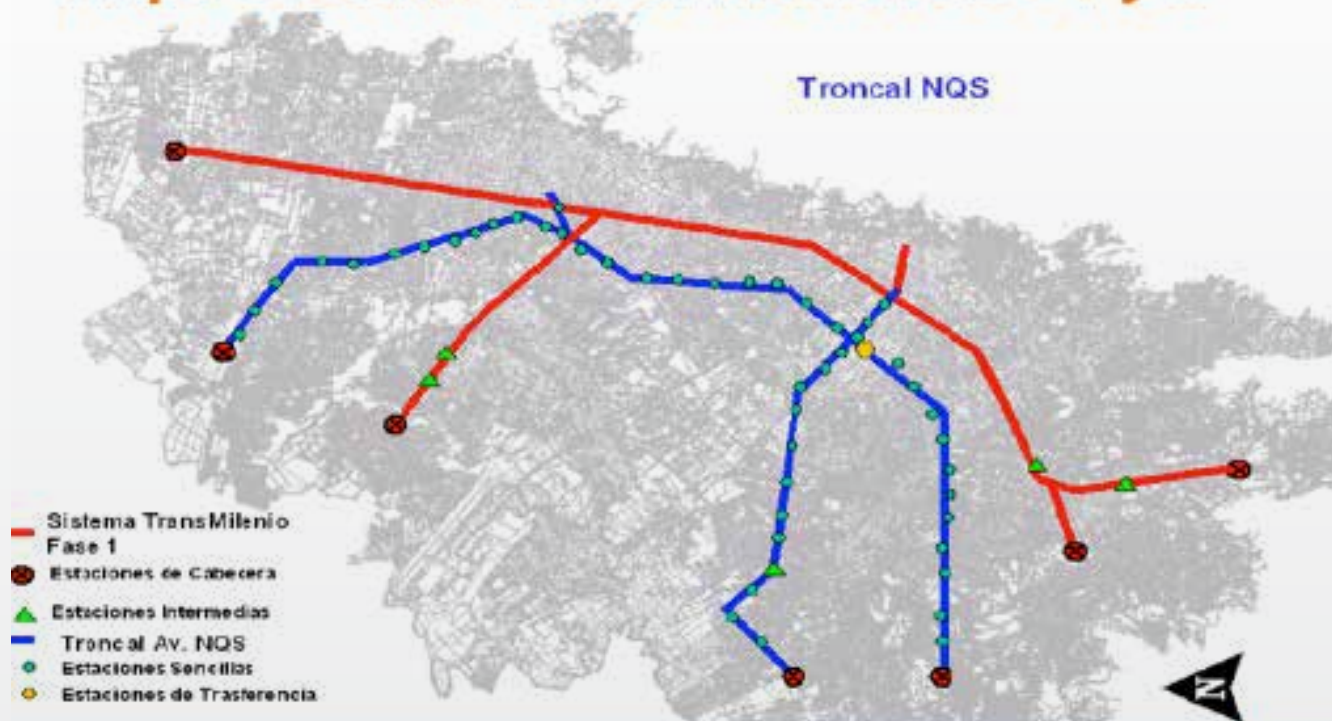 Troncal NQS
Sistema TransMilenio
Fase 1
Estaciones de Cabecera
Estaciones Intermedias
Troncal Av. NQS
Estaciones Sencillas
Estaciones de Trasferencia
N